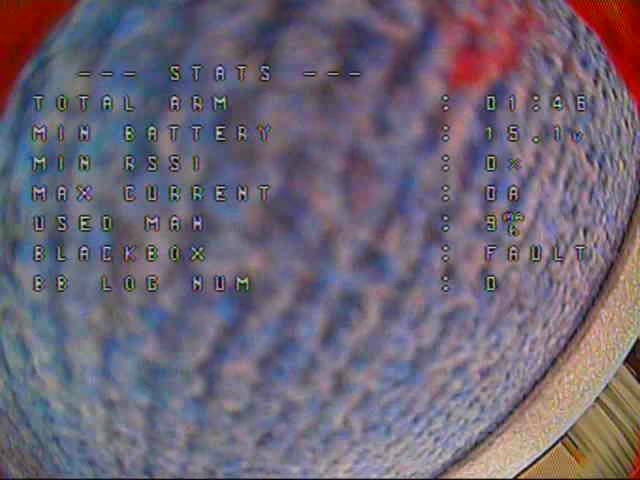 --- STATS ---
TOTAL ARM : 01:46
MIN BATTERY : 15.1V
MIN RSSI : 0%
MAX CURRENT : 0A
USED MAH
BLACKBOX : FAULT
BB LOG NUM : 0